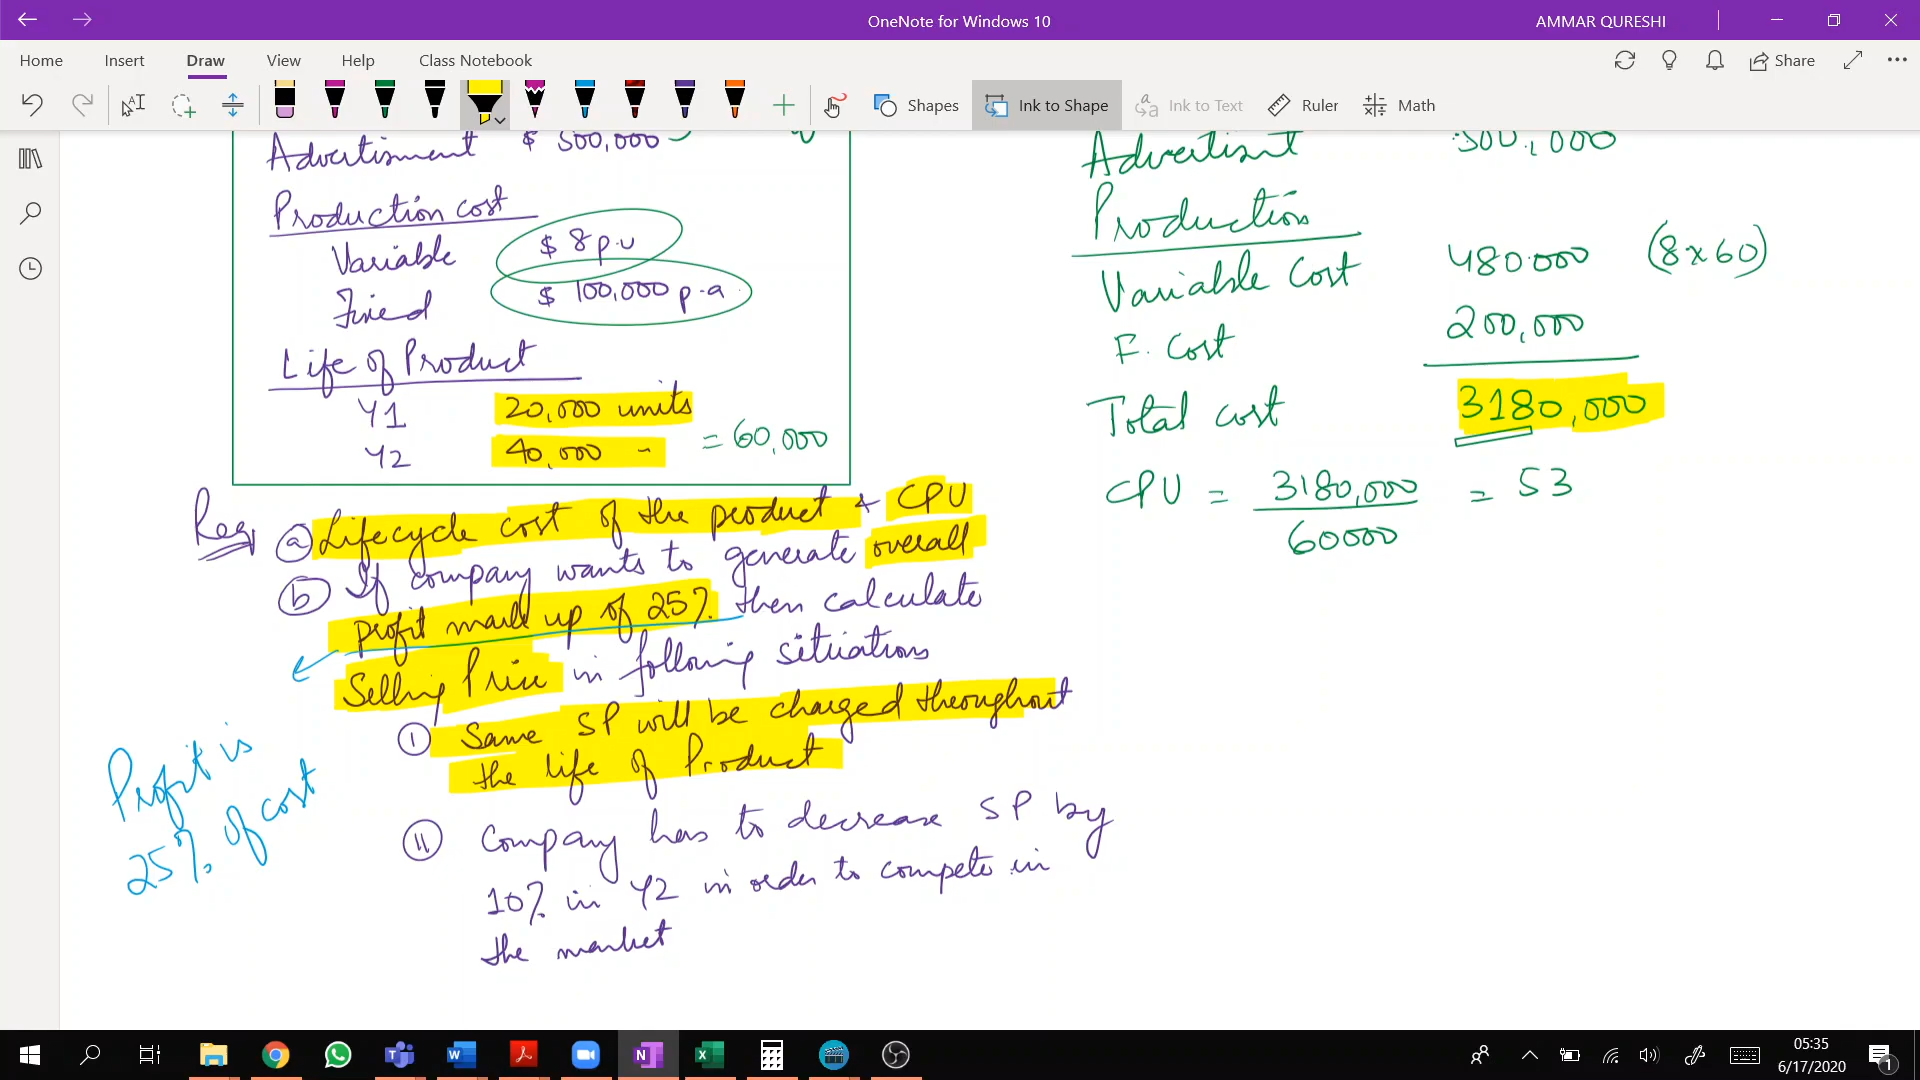 OneNote for Windows 10
AMMAR QURESHI
Home Insert Draw View Help Class Notebook
Share
Shapes Ink to Shape Ink to Text Ruler Math
Advertisment $ 500,000
Production cost
Variable $ 8 p.u
Fixed $ 100,000 p.a
Life of Product
Y1 20,000 units
Y2 40,000 - = 60,000
Req a Lifecycle cost of the product + CPU
b If company wants to generate overall
profit mark up of 25% then calculate
Selling Price in following situations
I Same SP will be charged throughout
the life of Product
II Company has to decrease SP by
10% in Y2 in order to compete in
the market
Profit is
25% of cost
Advertismt 500,000
Production
Variable Cost 480.000 (8x60)
F. Cost 200,000
Total cost 3180,000
CPU = 3180,000 = 53
60000
05:35
6/17/2020
1